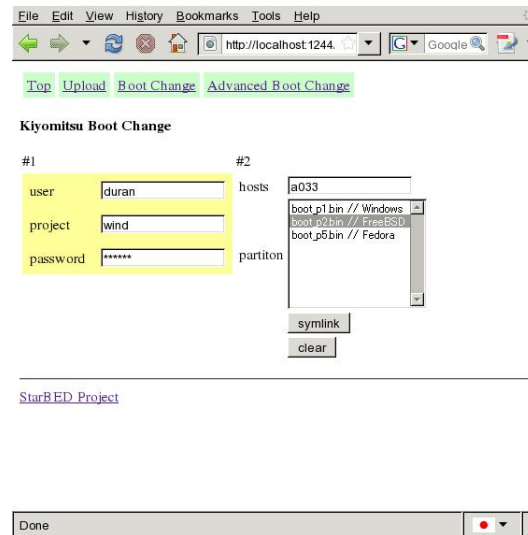 File Edit View History Bookmarks Tools Help
http://localhost:1244. G Google
Top Upload Boot Change Advanced Boot Change
Kiyomitsu Boot Change
#1 #2
user duran hosts a033
project wind
password ****** partiton
boot_p1.bin // Windows
boot_p2.bin // FreeBSD
boot_p5.bin // Fedora
symlink
clear
StarBED Project
Done